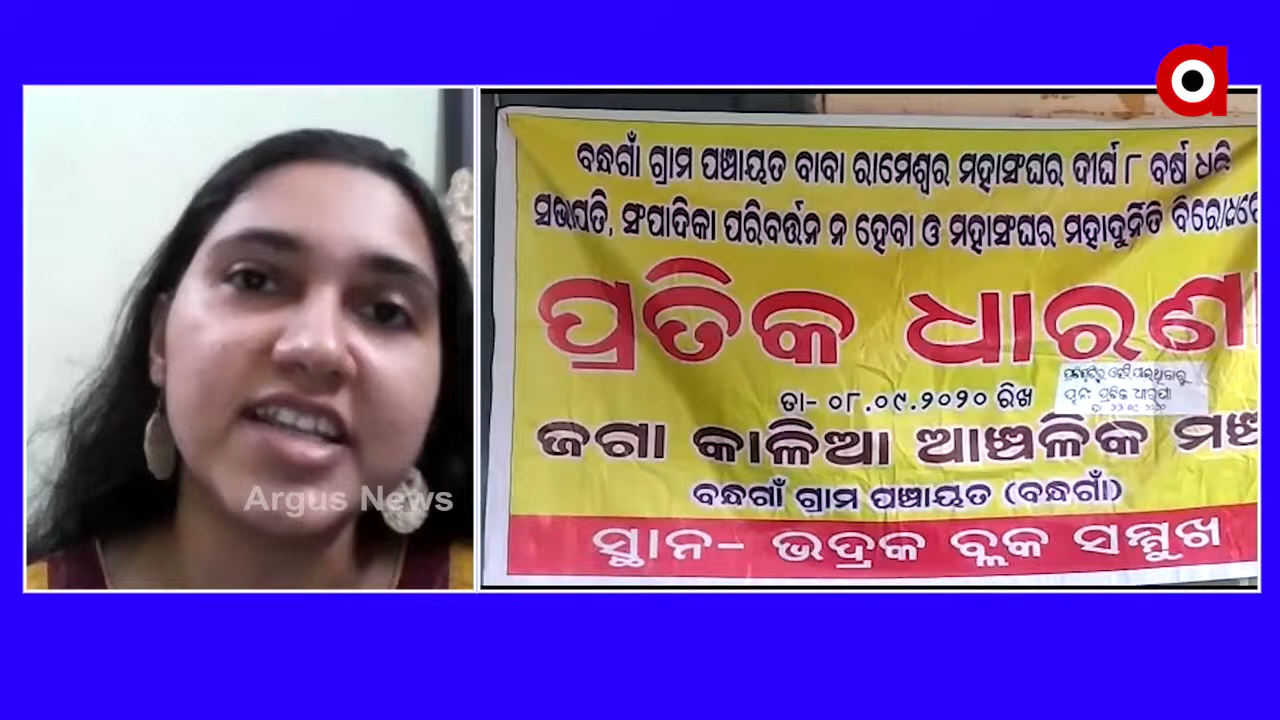 ବନ୍ଧଗାଁ ଗ୍ରାମ ପଞ୍ଚାୟତ ବାବା ରାମେଶ୍ୱର ମହାସଂଘର ଦୀର୍ଘ ୮ ବର୍ଷ ଧରି
ସଭାପତି, ସଂପାଦିକା ପରିବର୍ତ୍ତନ ନ ହେବା ଓ ମହାସଂଘର ମହାଦୁର୍ନିତି
ପ୍ରତିକ ଧାରଣା
ତା- ୦୮.୦୯.୨୦୨୦ ରିଖ
ଜଗା କାଳିଆ ଆଞ୍ଚଳିକ ମଞ୍ଚ
ବନ୍ଧଗାଁ ଗ୍ରାମ ପଞ୍ଚାୟତ (ବନ୍ଧଗାଁ)
ସ୍ଥାନ- ଭଦ୍ରକ ବ୍ଲକ ସମ୍ମୁଖ
Argus News